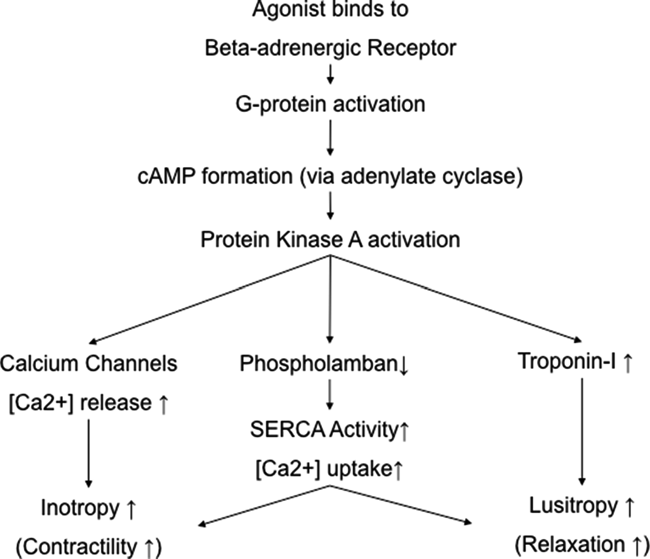 Agonist binds to
Beta-adrenergic Receptor
G-protein activation
cAMP formation (via adenylate cyclase)
Protein Kinase A activation
Calcium Channels
[Ca2+] release ↑
Phospholamban↓
SERCA Activity↑
[Ca2+] uptake↑
Troponin-I ↑
Inotropy ↑
(Contractility ↑)
Lusitropy ↑
(Relaxation ↑)